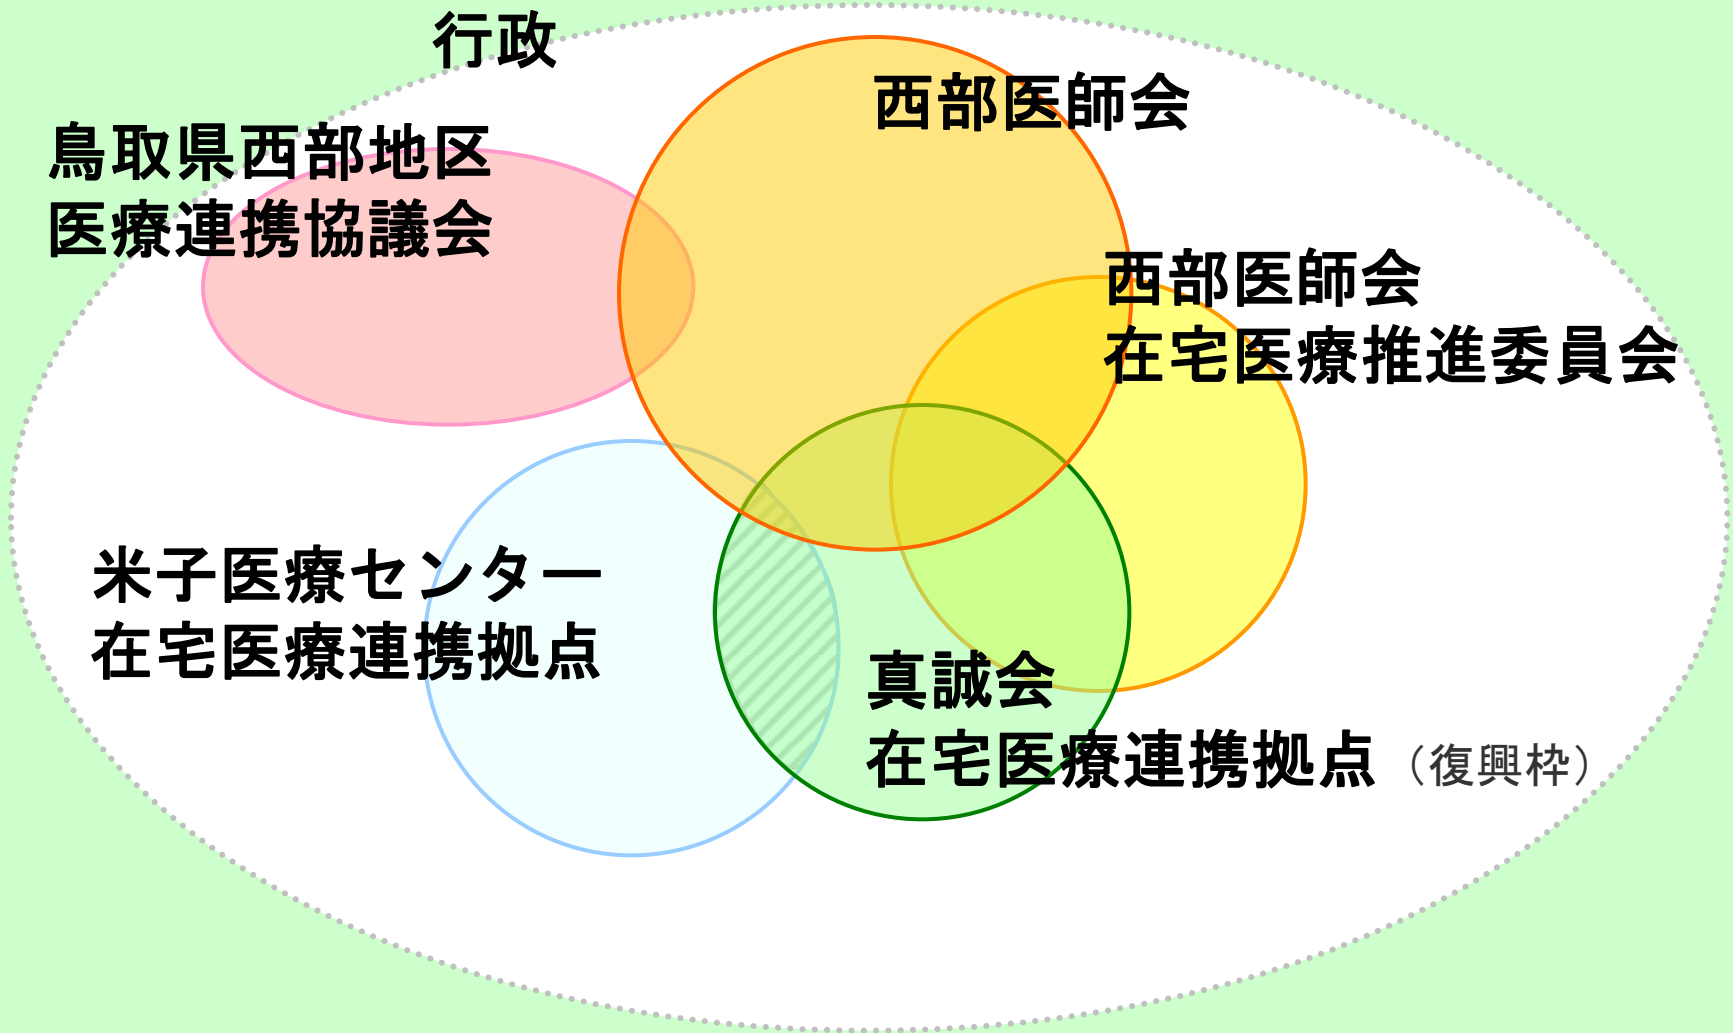 行政
西部医師会
鳥取県西部地区
医療連携協議会
西部医師会
在宅医療推進委員会
米子医療センター
在宅医療連携拠点
真誠会
在宅医療連携拠点（復興枠）